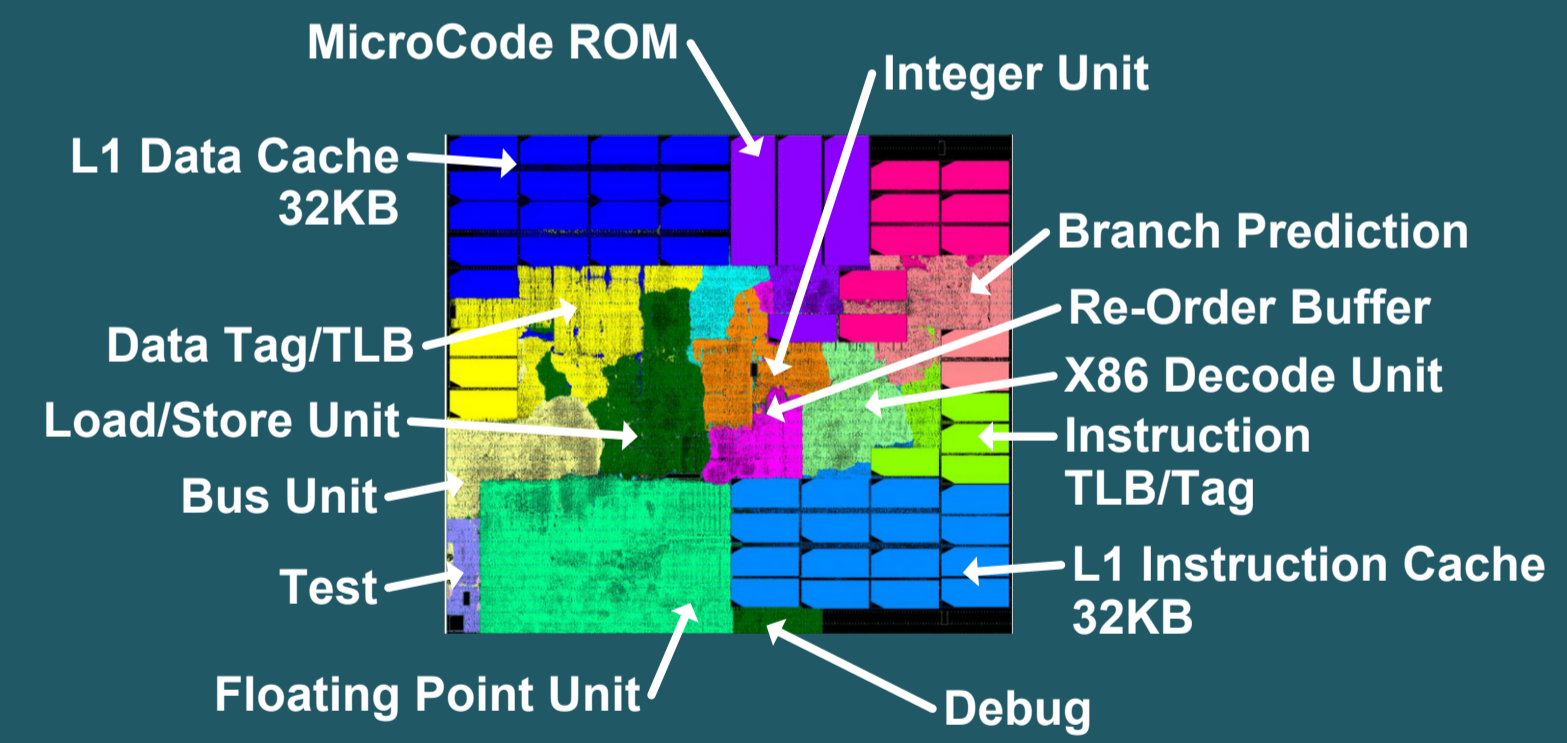 MicroCode ROM
Integer Unit
L1 Data Cache
32KB
Branch Prediction
Re-Order Buffer
Data Tag/TLB
X86 Decode Unit
Load/Store Unit
Instruction
TLB/Tag
Bus Unit
L1 Instruction Cache
32KB
Test
Floating Point Unit
Debug